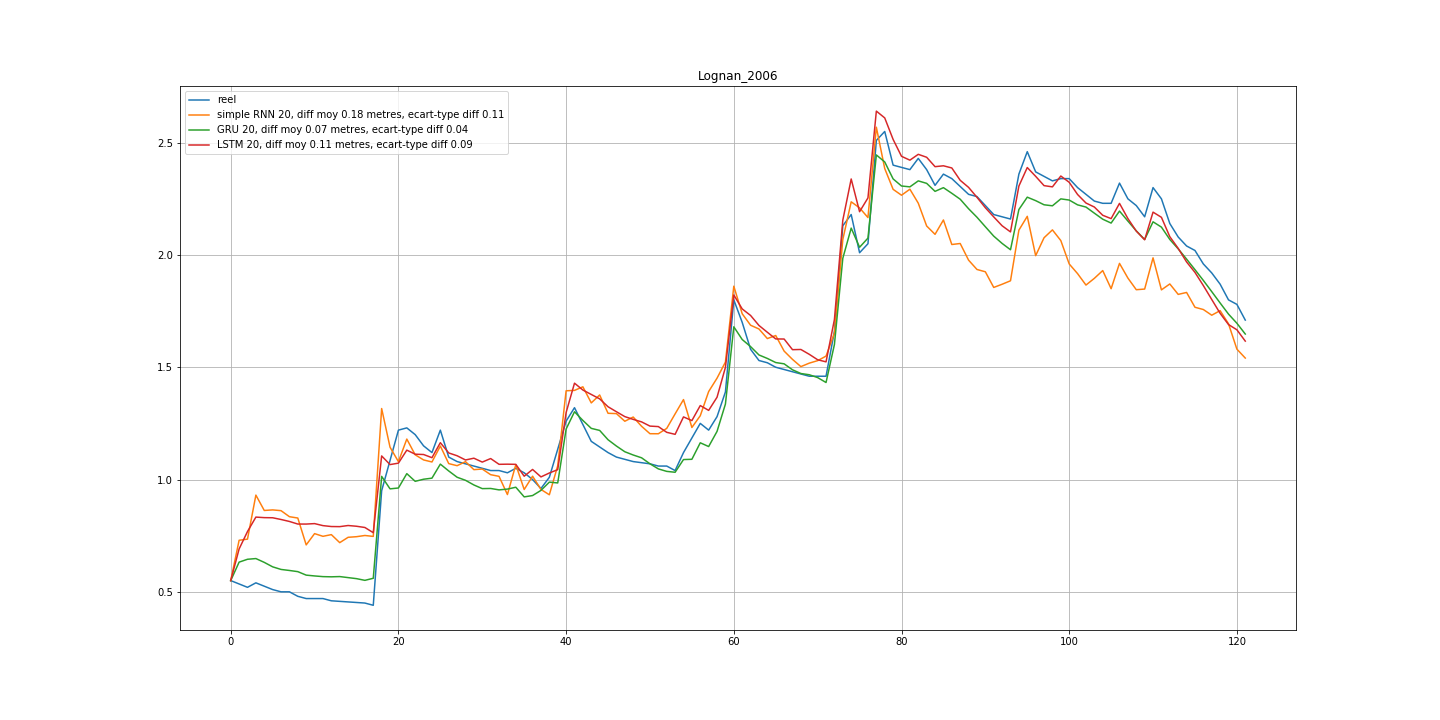 Lognan_2006
reel
simple RNN 20, diff moy 0.18 metres, ecart-type diff 0.11
GRU 20, diff moy 0.07 metres, ecart-type diff 0.04
LSTM 20, diff moy 0.11 metres, ecart-type diff 0.09
2.5
2.0
1.5
1.0
0.5
0 20 40 60 80 100 120